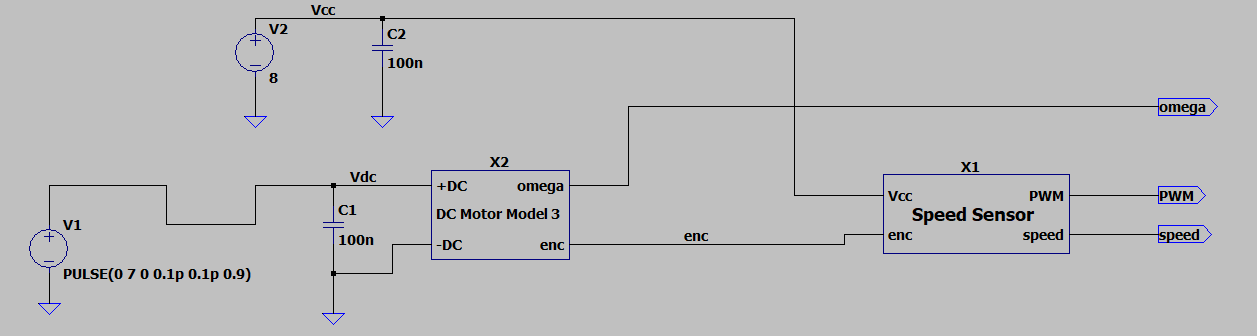 Vcc
V2
C2
8
100n
omega
X2
X1
Vdc
+DC
omega
Vcc
PWM
PWM
V1
C1
DC Motor Model 3
Speed Sensor
100n
-DC
enc
enc
enc
speed
speed
PULSE(0 7 0 0.1p 0.1p 0.9)